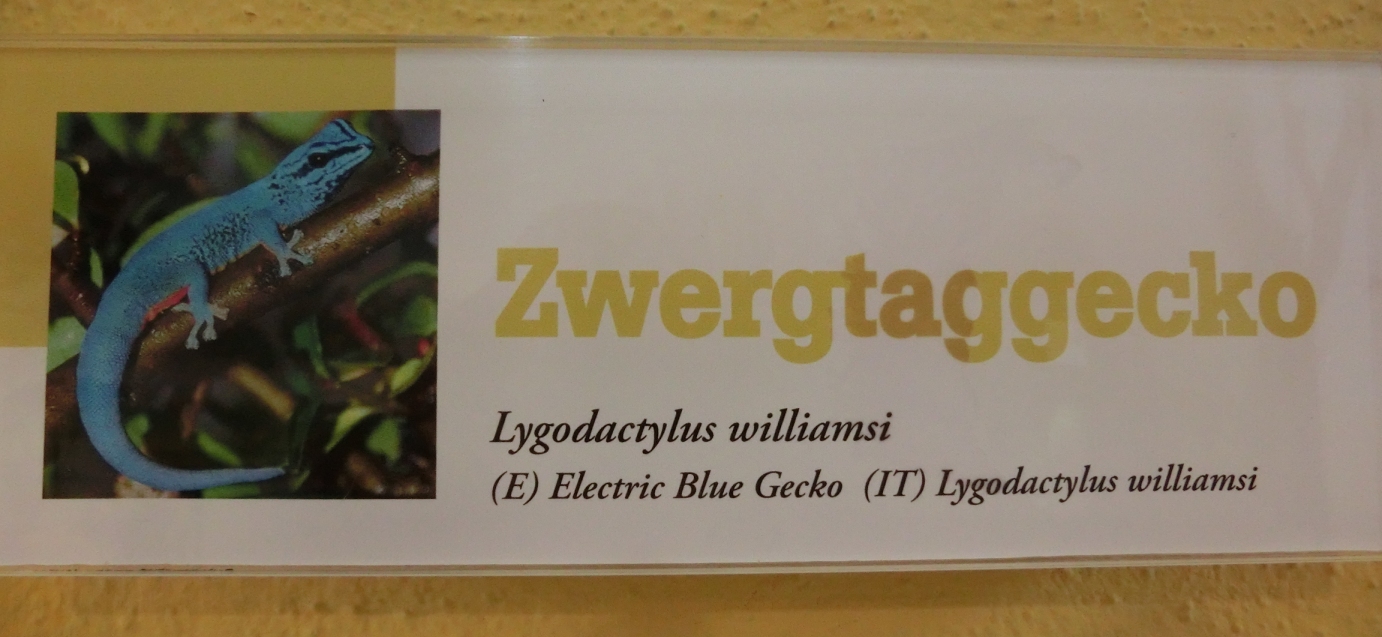 Zwergtaggecko
Lygodactylus williamsi
(E) Electric Blue Gecko (IT) Lygodactylus williamsi